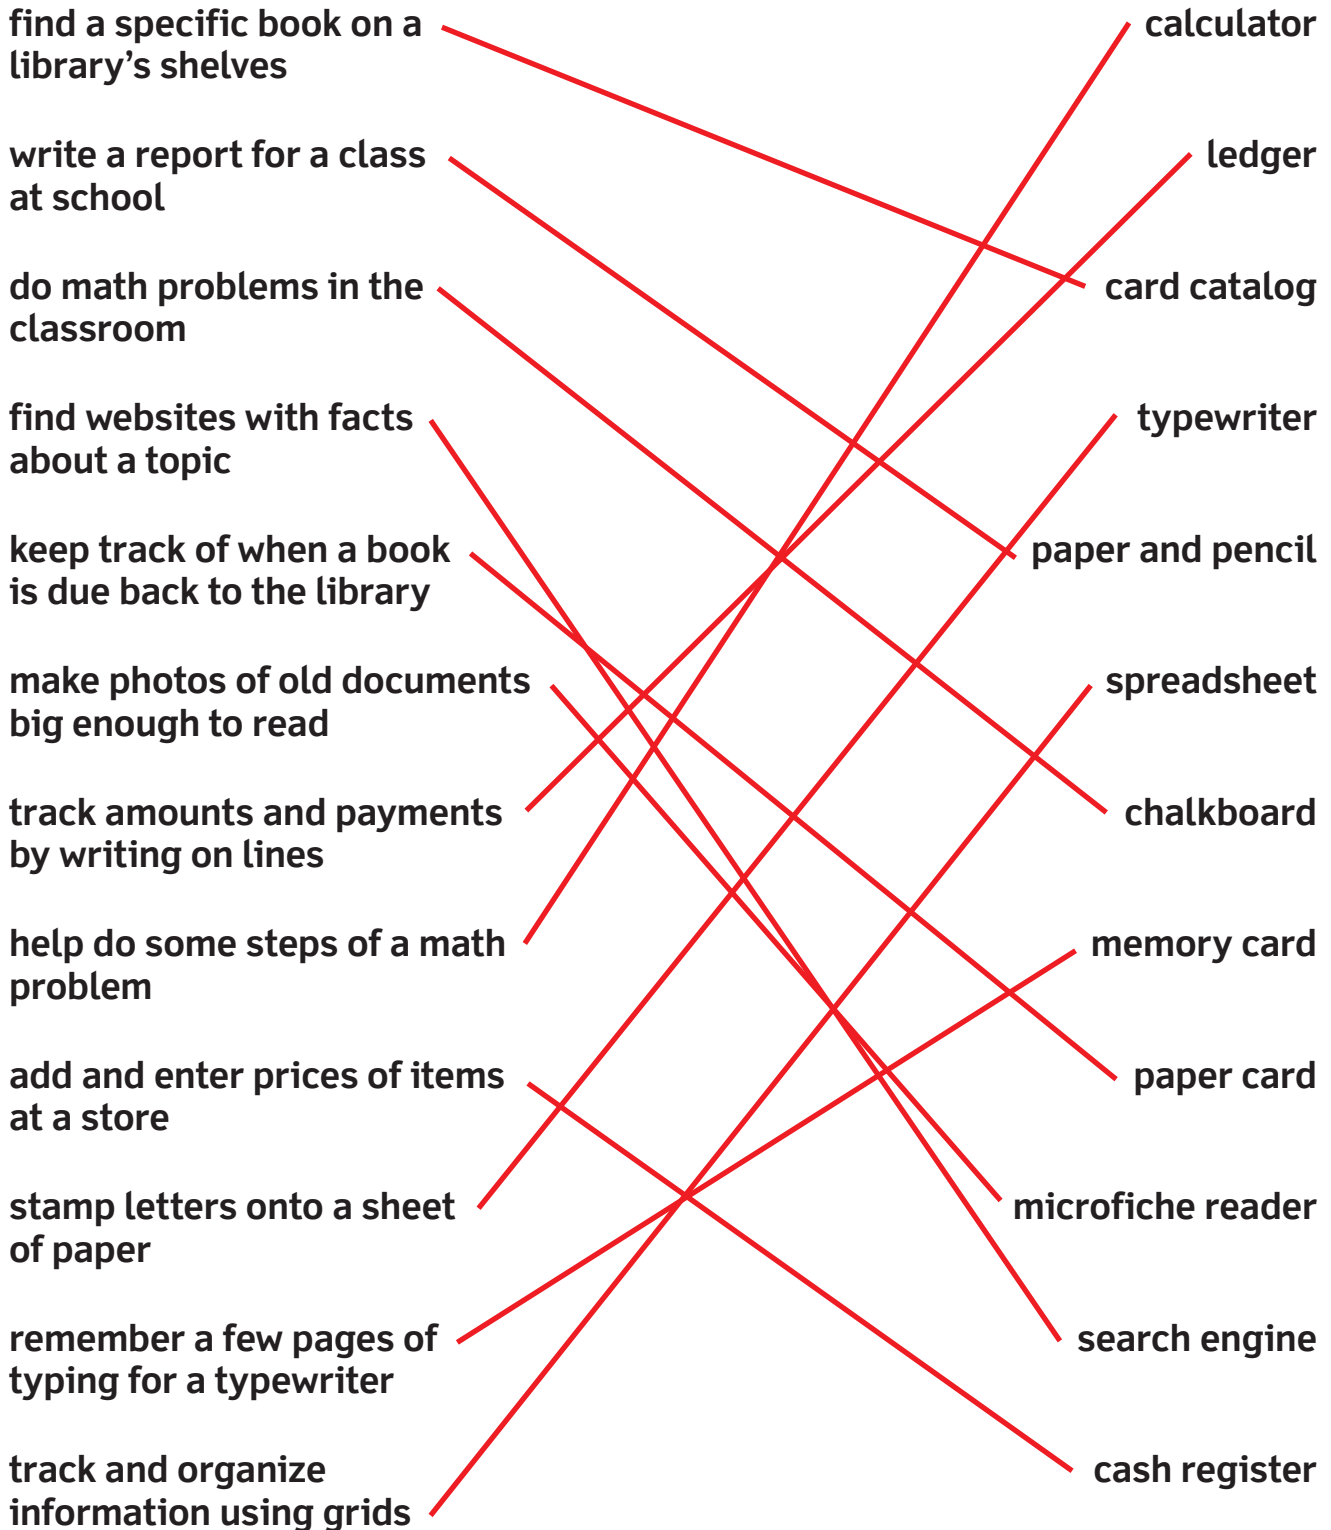 find a specific book on a
library’s shelves
write a report for a class
at school
do math problems in the
classroom
find websites with facts
about a topic
keep track of when a book
is due back to the library
make photos of old documents
big enough to read
track amounts and payments
by writing on lines
help do some steps of a math
problem
add and enter prices of items
at a store
stamp letters onto a sheet
of paper
remember a few pages of
typing for a typewriter
track and organize
information using grids
calculator
ledger
card catalog
typewriter
paper and pencil
spreadsheet
chalkboard
memory card
paper card
microfiche reader
search engine
cash register